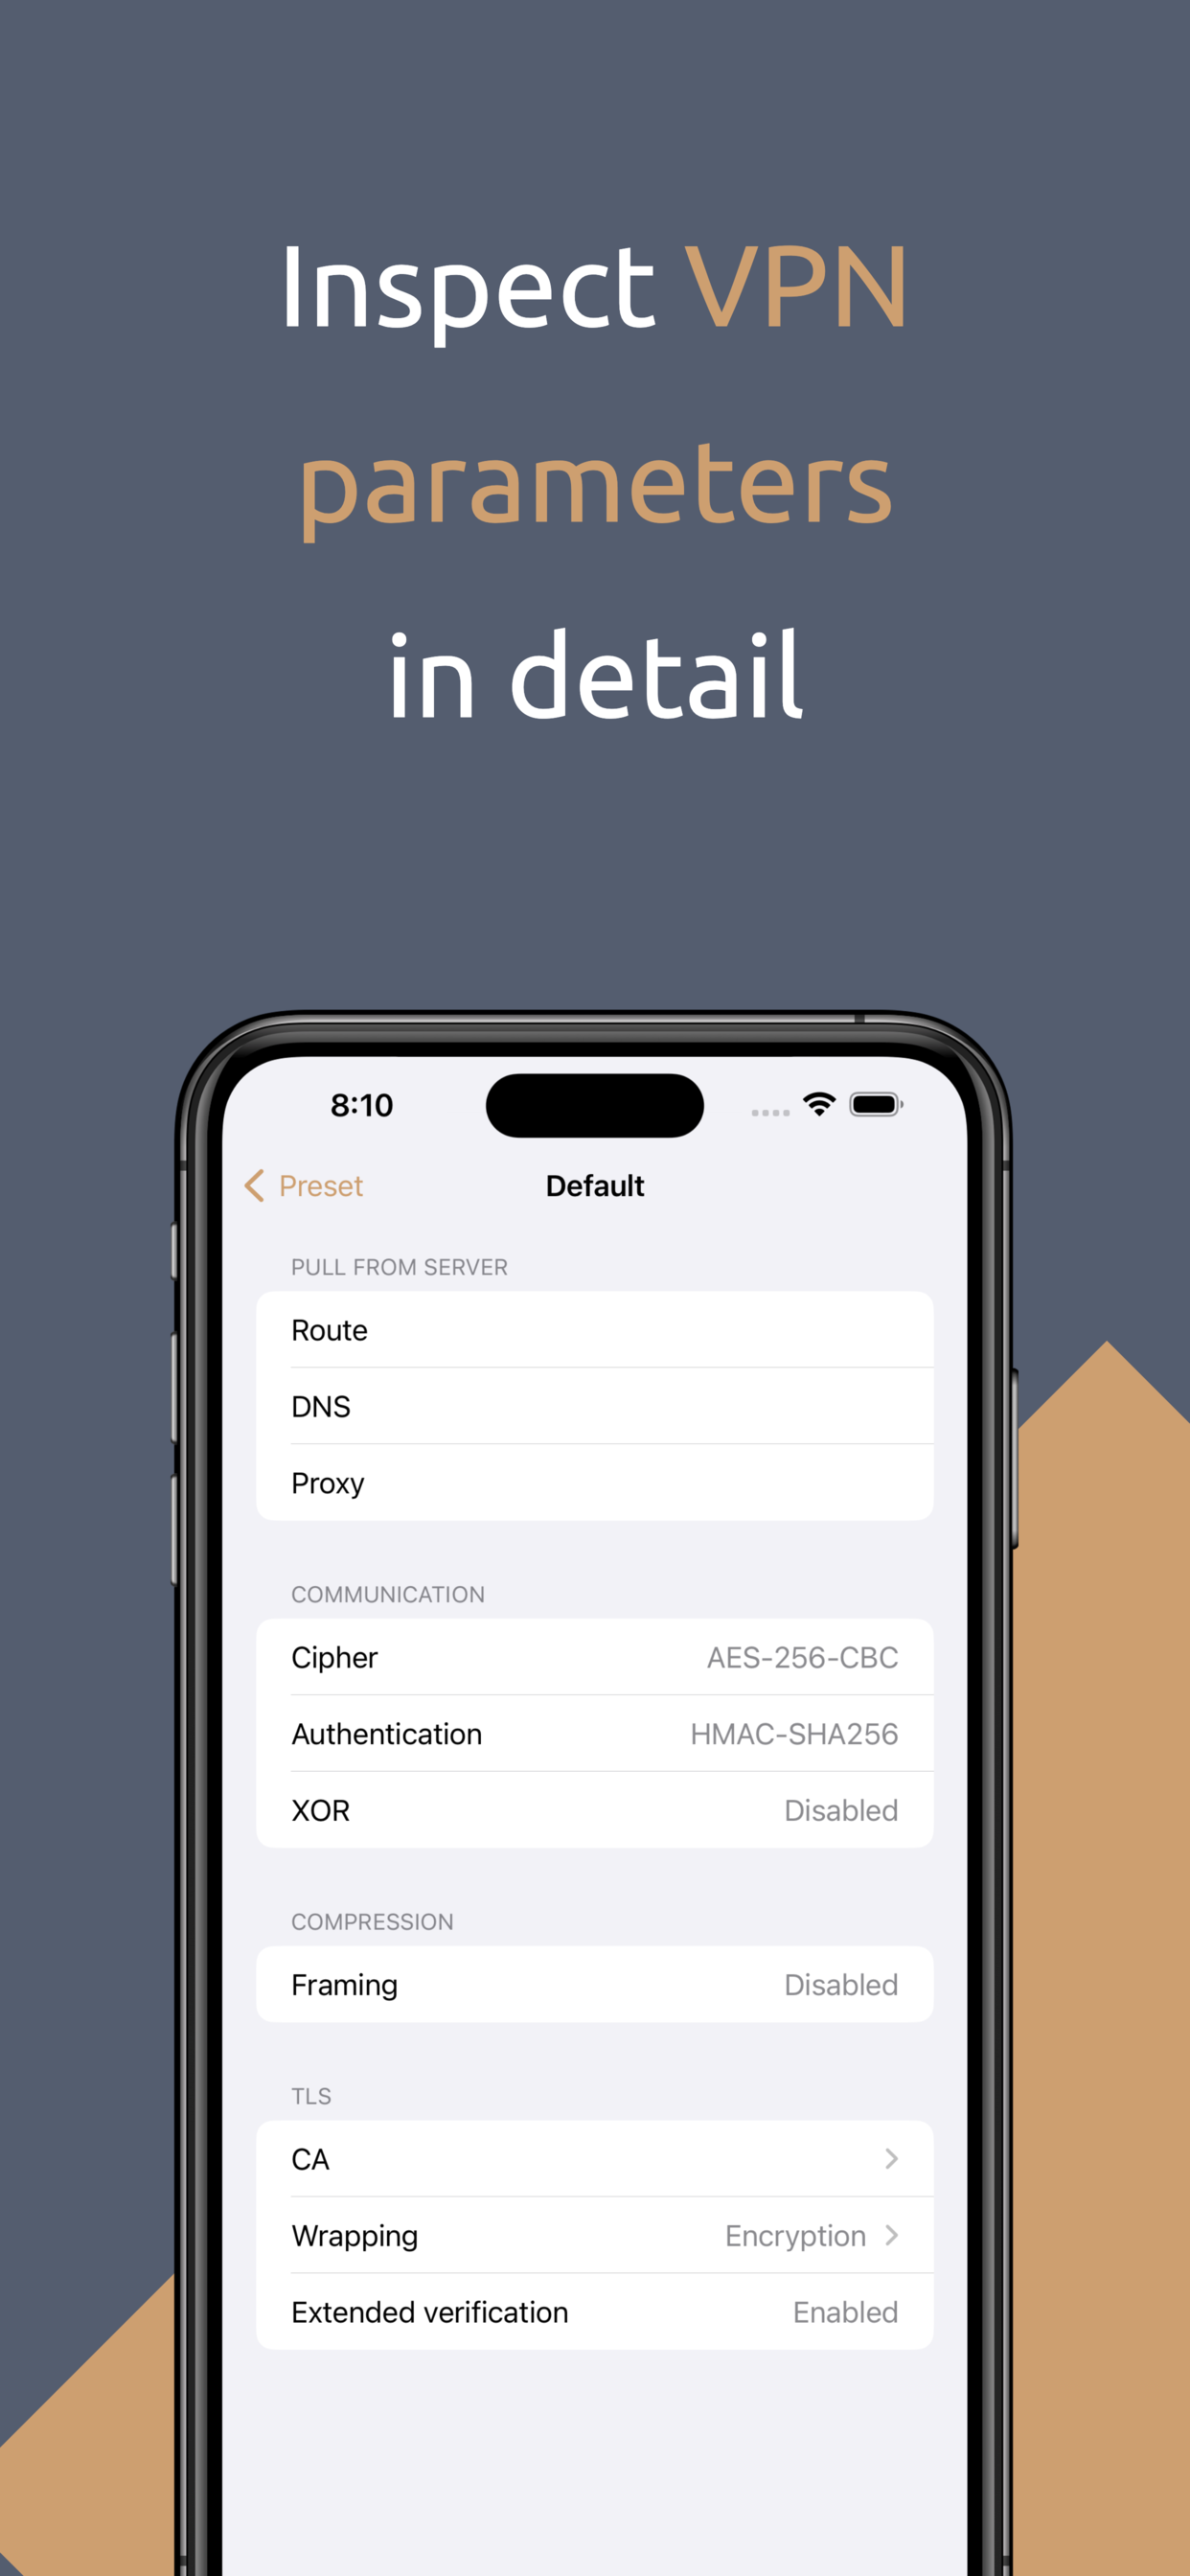 Inspect VPN
parameters
in detail
8:10
Preset
Default
PULL FROM SERVER
Route
DNS
Proxy
COMMUNICATION
Cipher AES-256-CBC
Authentication HMAC-SHA256
XOR Disabled
COMPRESSION
Framing Disabled
TLS
CA
Wrapping Encryption
Extended verification Enabled